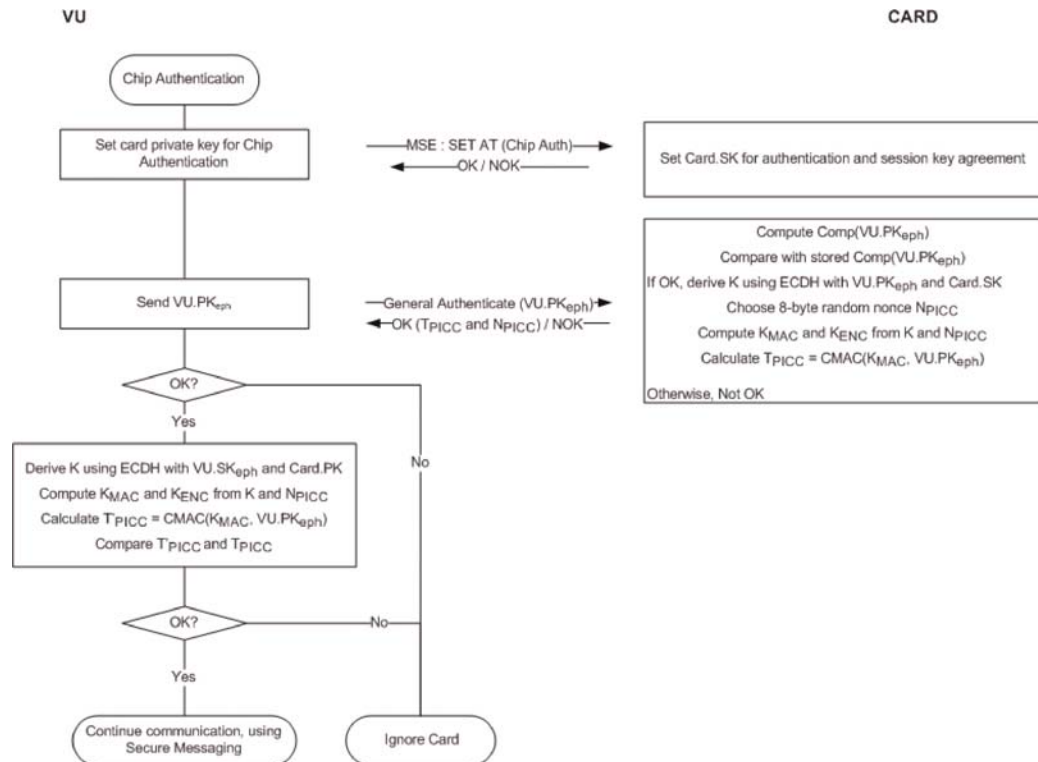 VU
CARD
Chip Authentication
Set card private key for Chip
Authentication
MSE : SET AT (Chip Auth)
OK / NOK
Set Card.SK for authentication and session key agreement
Compute Comp(VU.PKeph)
Compare with stored Comp(VU.PKeph)
If OK, derive K using ECDH with VU.PKeph and Card.SK
Choose 8-byte random nonce NPICC
Compute KMAC and KENC from K and NPICC
Calculate TPICC = CMAC(KMAC, VU.PKeph)
Otherwise, Not OK
Send VU.PKeph
General Authenticate (VU.PKeph)
OK (TPICC and NPICC) / NOK
OK?
Yes
No
Derive K using ECDH with VU.SKeph and Card.PK
Compute KMAC and KENC from K and NPICC
Calculate T'PICC = CMAC(KMAC, VU.PKeph)
Compare T'PICC and TPICC
OK?
No
Yes
Continue communication, using
Secure Messaging
Ignore Card